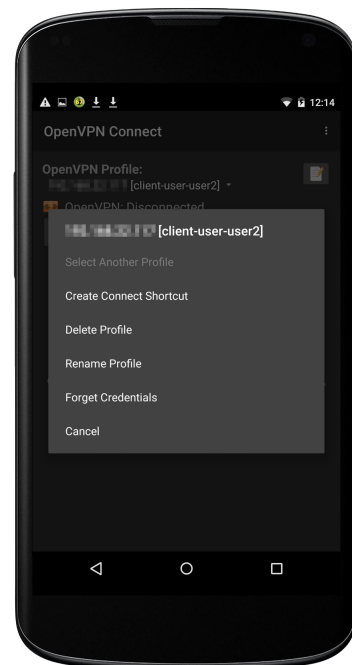 12:14
OpenVPN Connect
OpenVPN Profile:
[client-user-user2]
OpenVPN: Disconnected
[client-user-user2]
Select Another Profile
Create Connect Shortcut
Delete Profile
Rename Profile
Forget Credentials
Cancel